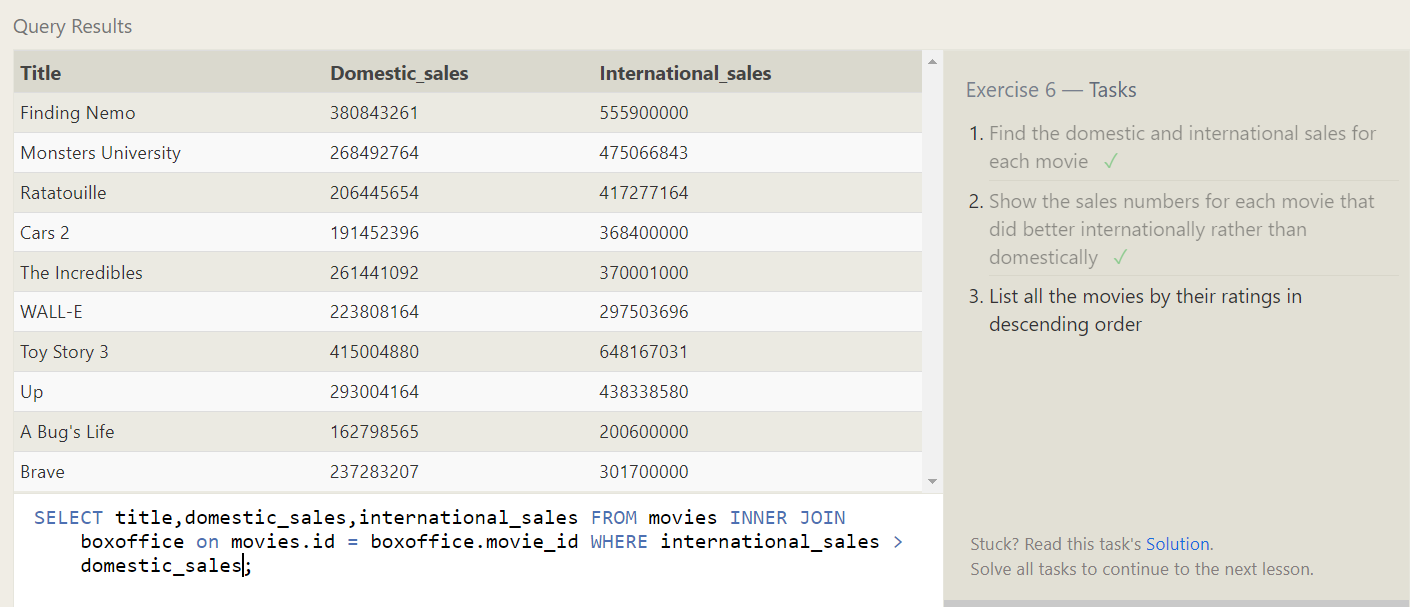 Query Results
Title Domestic_sales International_sales
Finding Nemo 380843261 555900000
Monsters University 268492764 475066843
Ratatouille 206445654 417277164
Cars 2 191452396 368400000
The Incredibles 261441092 370001000
WALL-E 223808164 297503696
Toy Story 3 415004880 648167031
Up 293004164 438338580
A Bug's Life 162798565 200600000
Brave 237283207 301700000
SELECT title,domestic_sales,international_sales FROM movies INNER JOIN
boxoffice on movies.id = boxoffice.movie_id WHERE international_sales >
domestic_sales;
Exercise 6 — Tasks
1. Find the domestic and international sales for
each movie ✓
2. Show the sales numbers for each movie that
did better internationally rather than
domestically ✓
3. List all the movies by their ratings in
descending order
Stuck? Read this task's Solution.
Solve all tasks to continue to the next lesson.